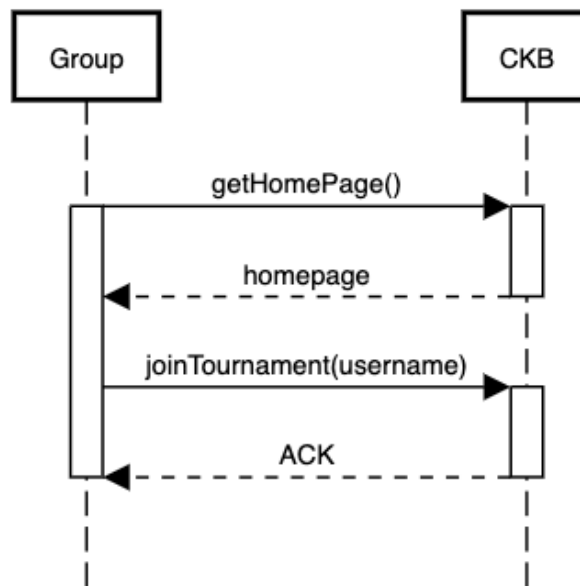 Group
CKB
getHomePage()
homepage
joinTournament(username)
ACK